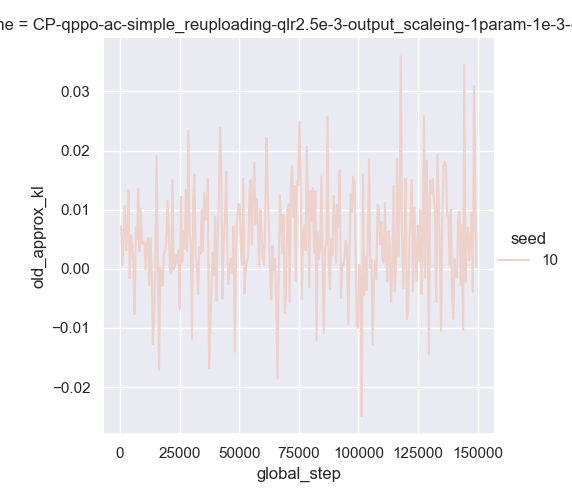 = CP-qppo-ac-simple_reuploading-qlr2.5e-3-output_scaleing-1param-1e-3-
old_approx_kl
0.03
0.02
0.01
0.00
−0.01
−0.02
0 25000 50000 75000 100000 125000 150000
global_step
seed
10